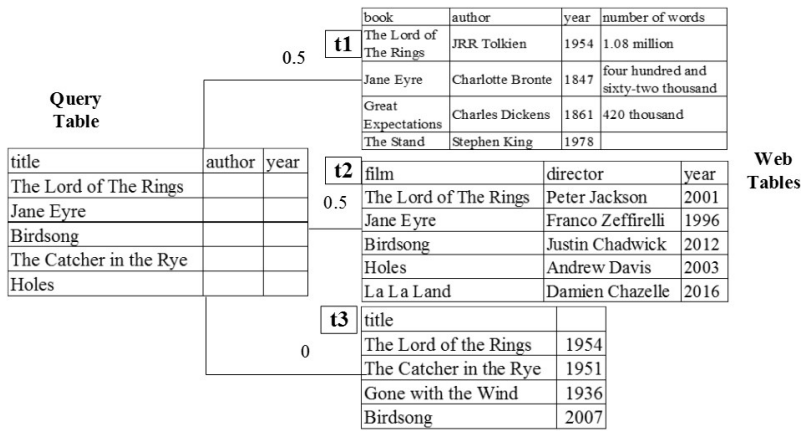 Query
Table
title author year
The Lord of The Rings
Jane Eyre
Birdsong
The Catcher in the Rye
Holes
0.5
t1
book author year number of words
The Lord of
The Rings JRR Tolkien 1954 1.08 million
Jane Eyre Charlotte Bronte 1847 four hundred and
sixty-two thousand
Great
Expectations Charles Dickens 1861 420 thousand
The Stand Stephen King 1978
0.5
t2
film director year
The Lord of The Rings Peter Jackson 2001
Jane Eyre Franco Zeffirelli 1996
Birdsong Justin Chadwick 2012
Holes Andrew Davis 2003
La La Land Damien Chazelle 2016
0
t3
title
The Lord of the Rings 1954
The Catcher in the Rye 1951
Gone with the Wind 1936
Birdsong 2007
Web
Tables